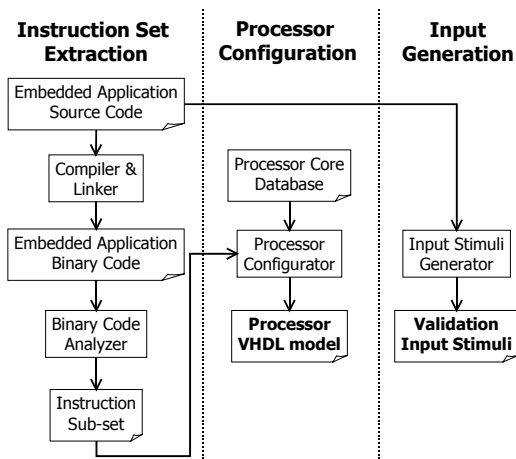 Instruction Set
Extraction
Processor
Configuration
Input
Generation
Embedded Application
Source Code
Compiler &
Linker
Embedded Application
Binary Code
Binary Code
Analyzer
Instruction
Sub-set
Processor Core
Database
Processor
Configurator
Processor
VHDL model
Input Stimuli
Generator
Validation
Input Stimuli